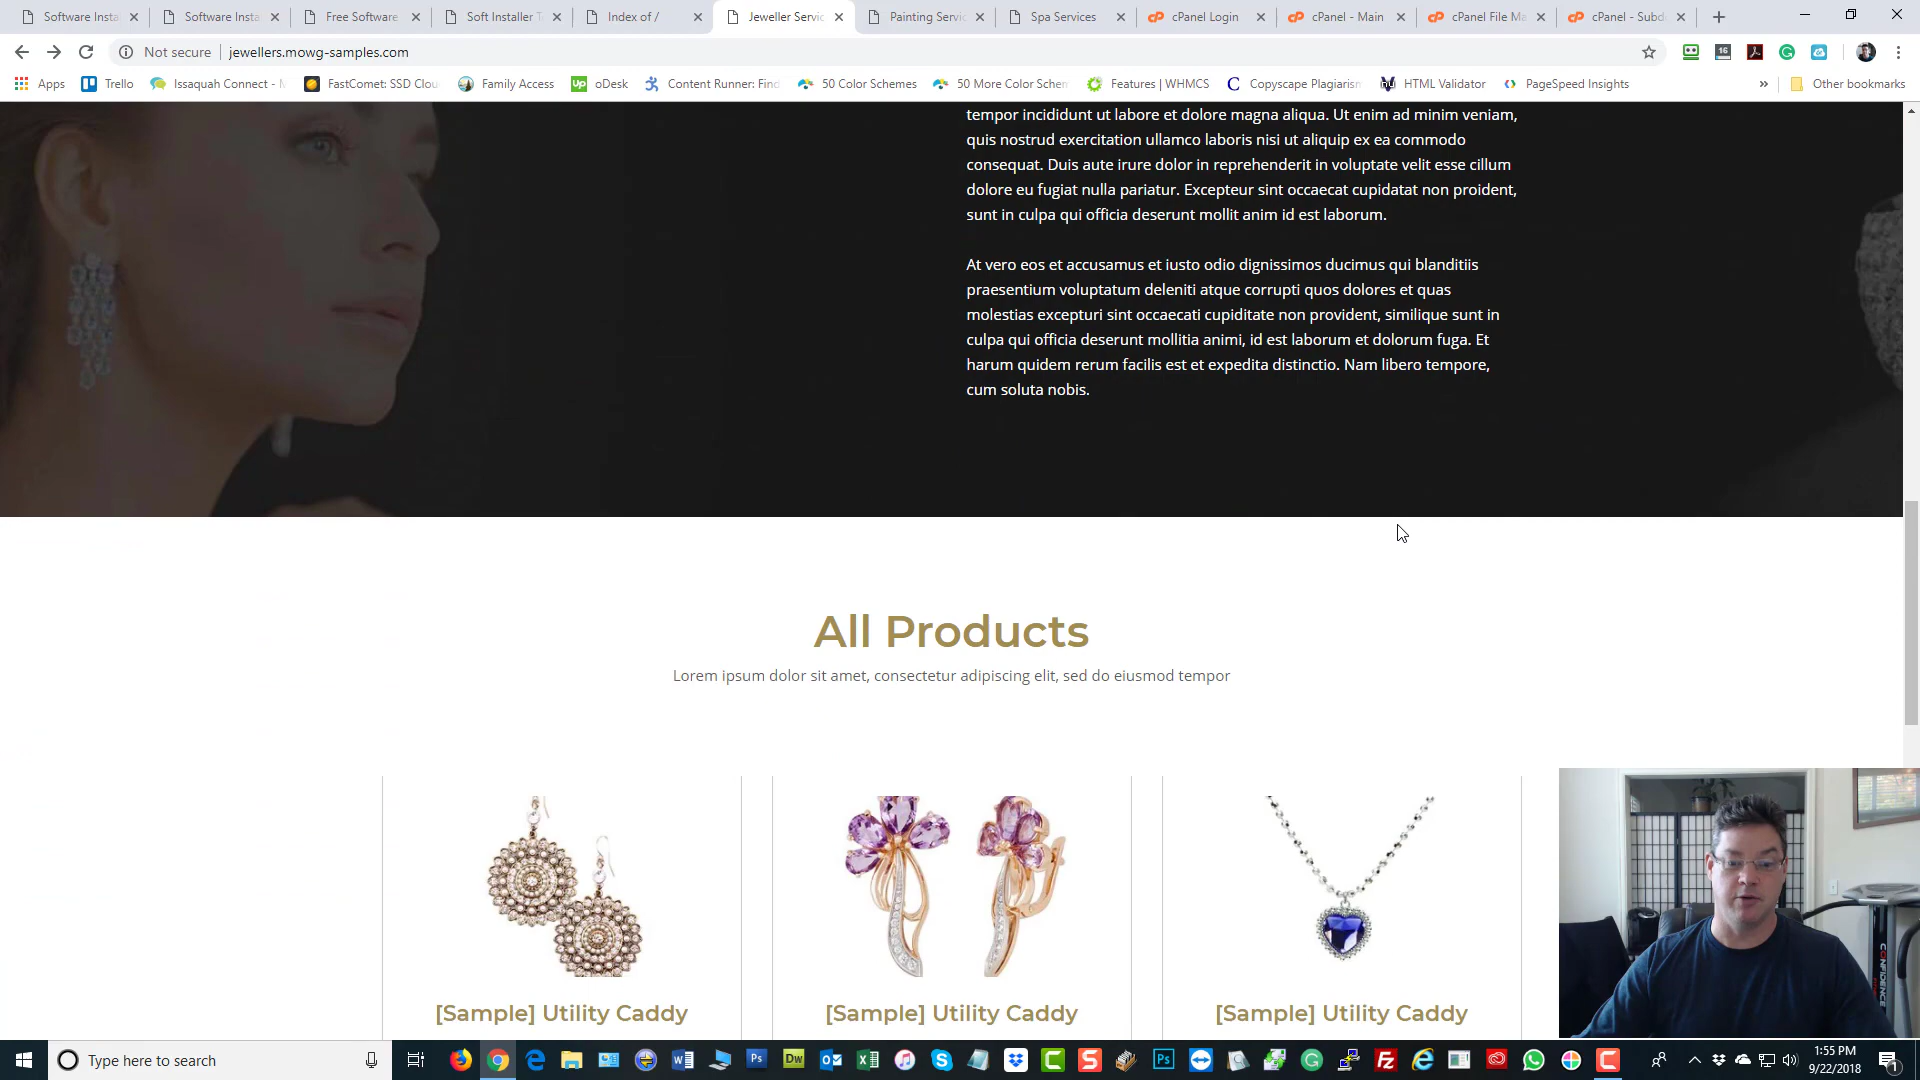 Software Insta
Software Insta
Free Software
Soft Installer T
Index of /
Jeweller Servic
Painting Servic
Spa Services
cPanel Login
cPanel - Main
cPanel File Ma
cPanel - Subd
Not secure
jewellers.mowg-samples.com
Apps
Trello
Issaquah Connect -
FastComet: SSD Clou
Family Access
oDesk
Content Runner: Find
50 Color Schemes
50 More Color Schem
Features | WHMCS
Copyscape Plagiarism
HTML Validator
PageSpeed Insights
»
Other bookmarks
tempor incididunt ut labore et dolore magna aliqua. Ut enim ad minim veniam,
quis nostrud exercitation ullamco laboris nisi ut aliquip ex ea commodo
consequat. Duis aute irure dolor in reprehenderit in voluptate velit esse cillum
dolore eu fugiat nulla pariatur. Excepteur sint occaecat cupidatat non proident,
sunt in culpa qui officia deserunt mollit anim id est laborum.
At vero eos et accusamus et iusto odio dignissimos ducimus qui blanditiis
praesentium voluptatum deleniti atque corrupti quos dolores et quas
molestias excepturi sint occaecati cupiditate non provident, similique sunt in
culpa qui officia deserunt mollitia animi, id est laborum et dolorum fuga. Et
harum quidem rerum facilis est et expedita distinctio. Nam libero tempore,
cum soluta nobis.
All Products
Lorem ipsum dolor sit amet, consectetur adipiscing elit, sed do eiusmod tempor
[Sample] Utility Caddy
[Sample] Utility Caddy
[Sample] Utility Caddy
CONFIDENCE
Type here to search
1:55 PM
9/22/2018